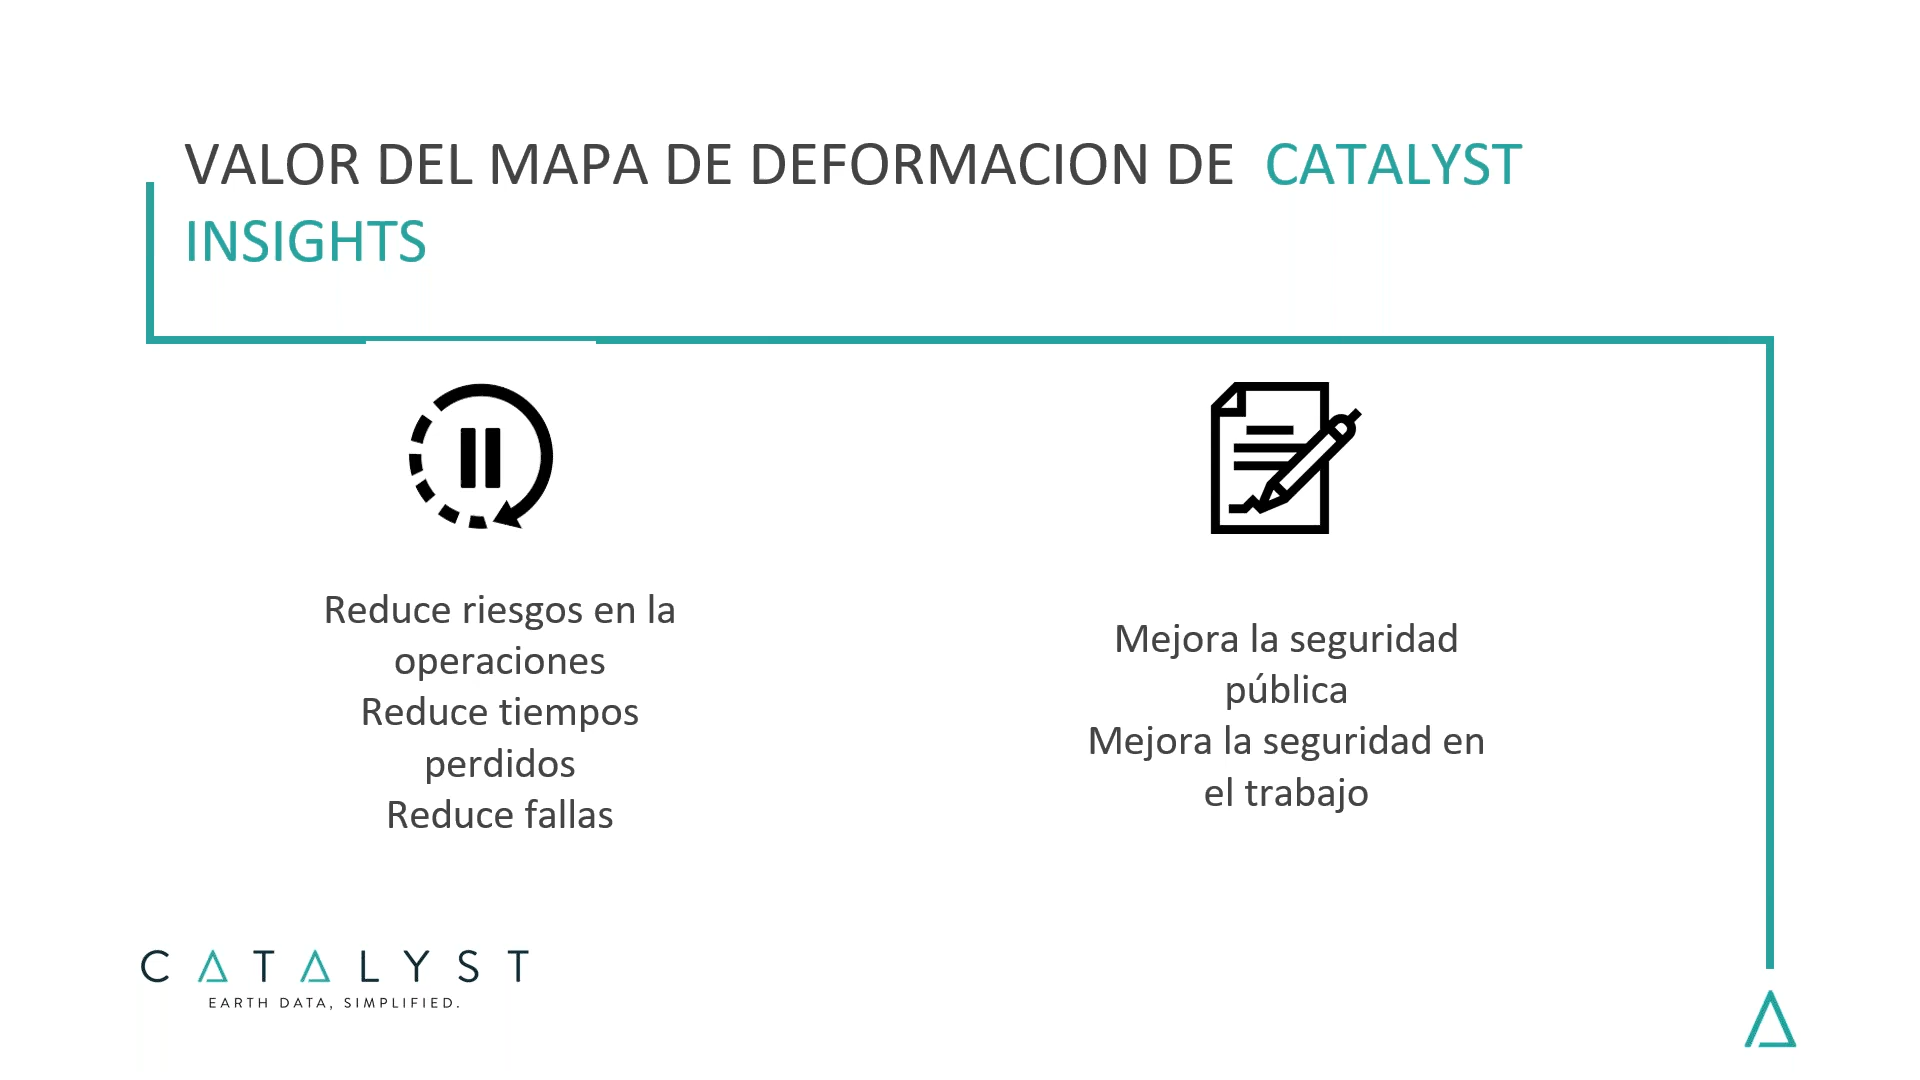 VALOR DEL MAPA DE DEFORMACION DE CATALYST
INSIGHTS
Reduce riesgos en la
operaciones
Reduce tiempos
perdidos
Reduce fallas
Mejora la seguridad
pública
Mejora la seguridad en
el trabajo
CATALYST
EARTH DATA, SIMPLIFIED.